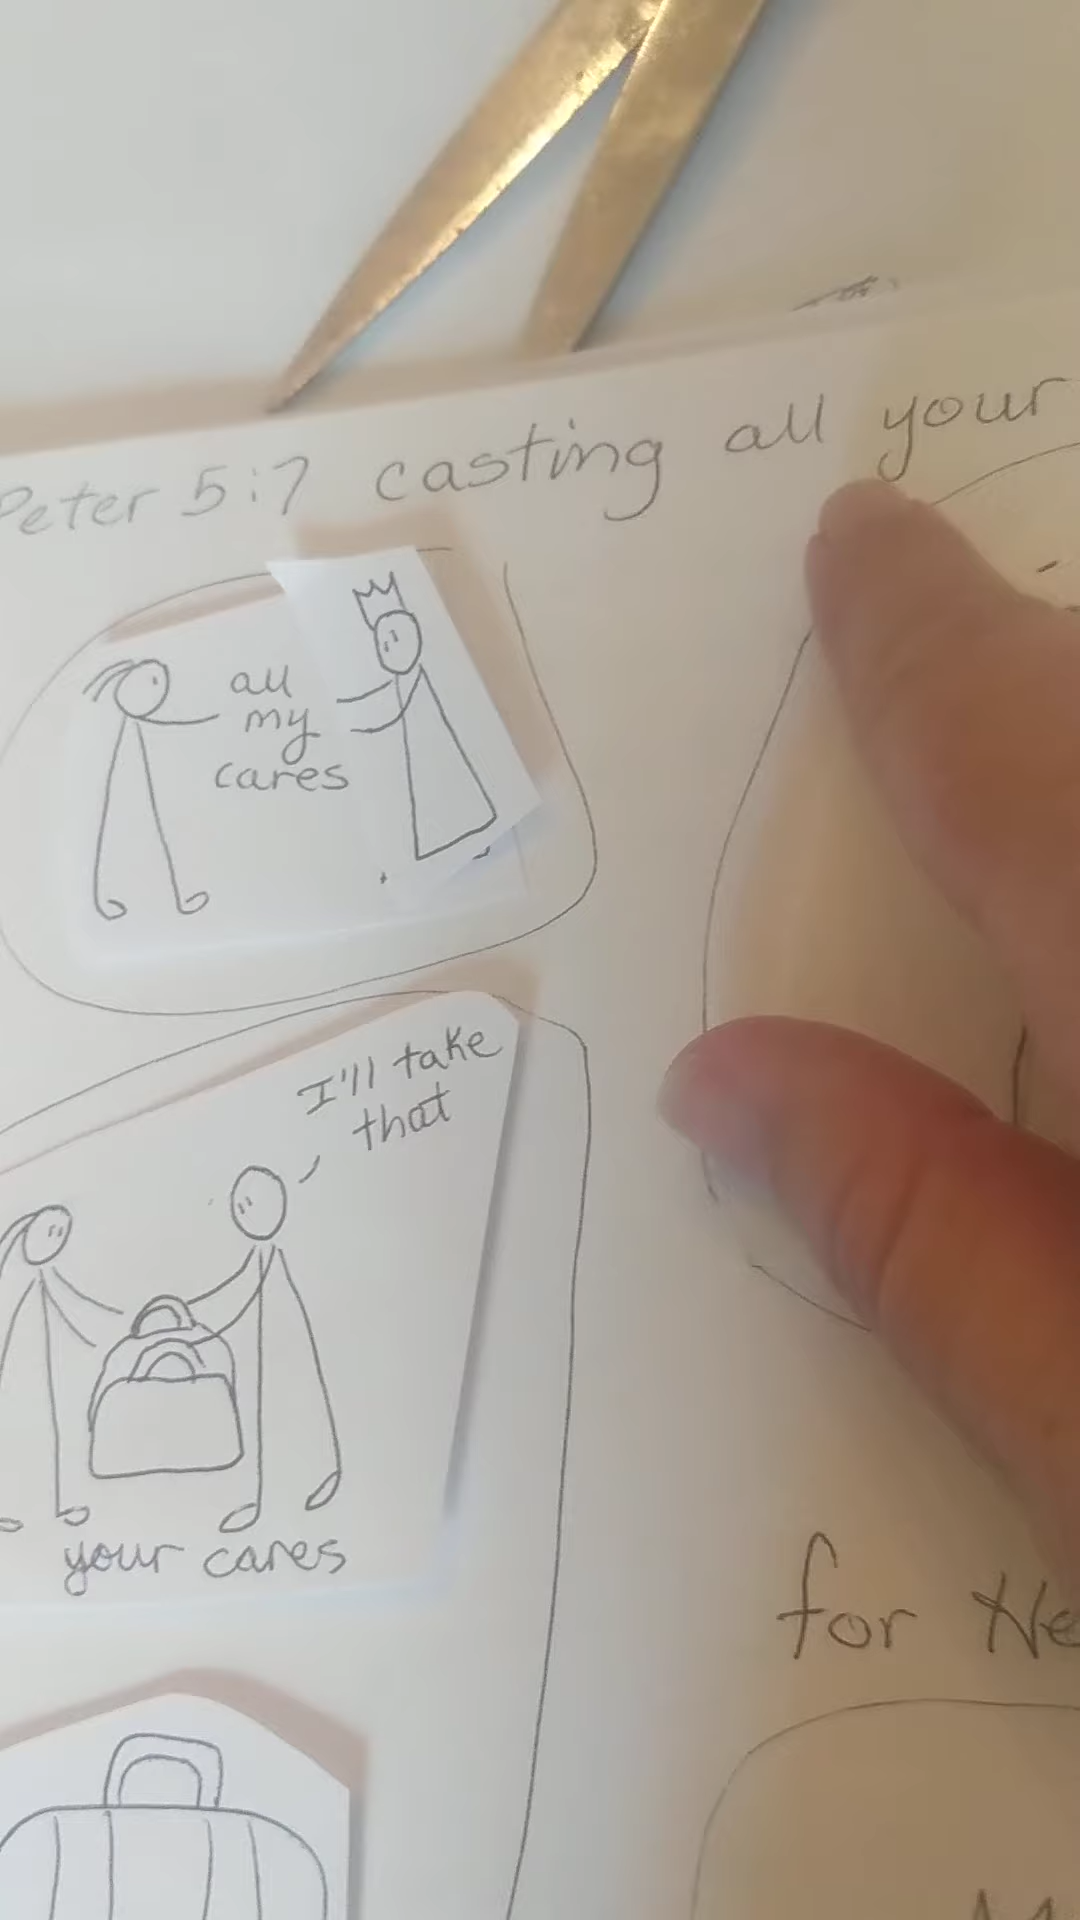 Peter 5:7 casting all your
all
my
cares
I'll take
that
your cares
for He